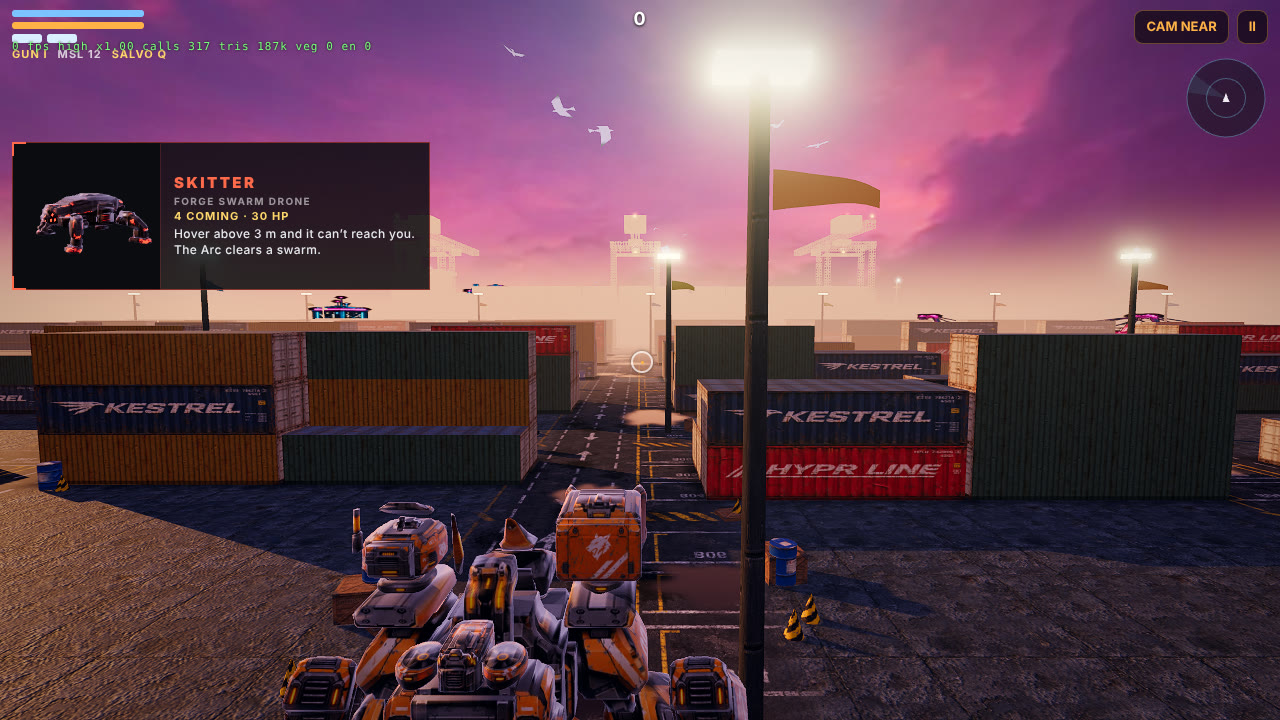 0
CAM NEAR
II
0 fps high x1.00 calls 317 tris 187k veg 0 en 0
GUN I MSL 12 SALVO Q
SKITTER
FORGE SWARM DRONE
4 COMING · 30 HP
Hover above 3 m and it can't reach you.
The Arc clears a swarm.
KESTREL
KESTREL
HYPR LINE